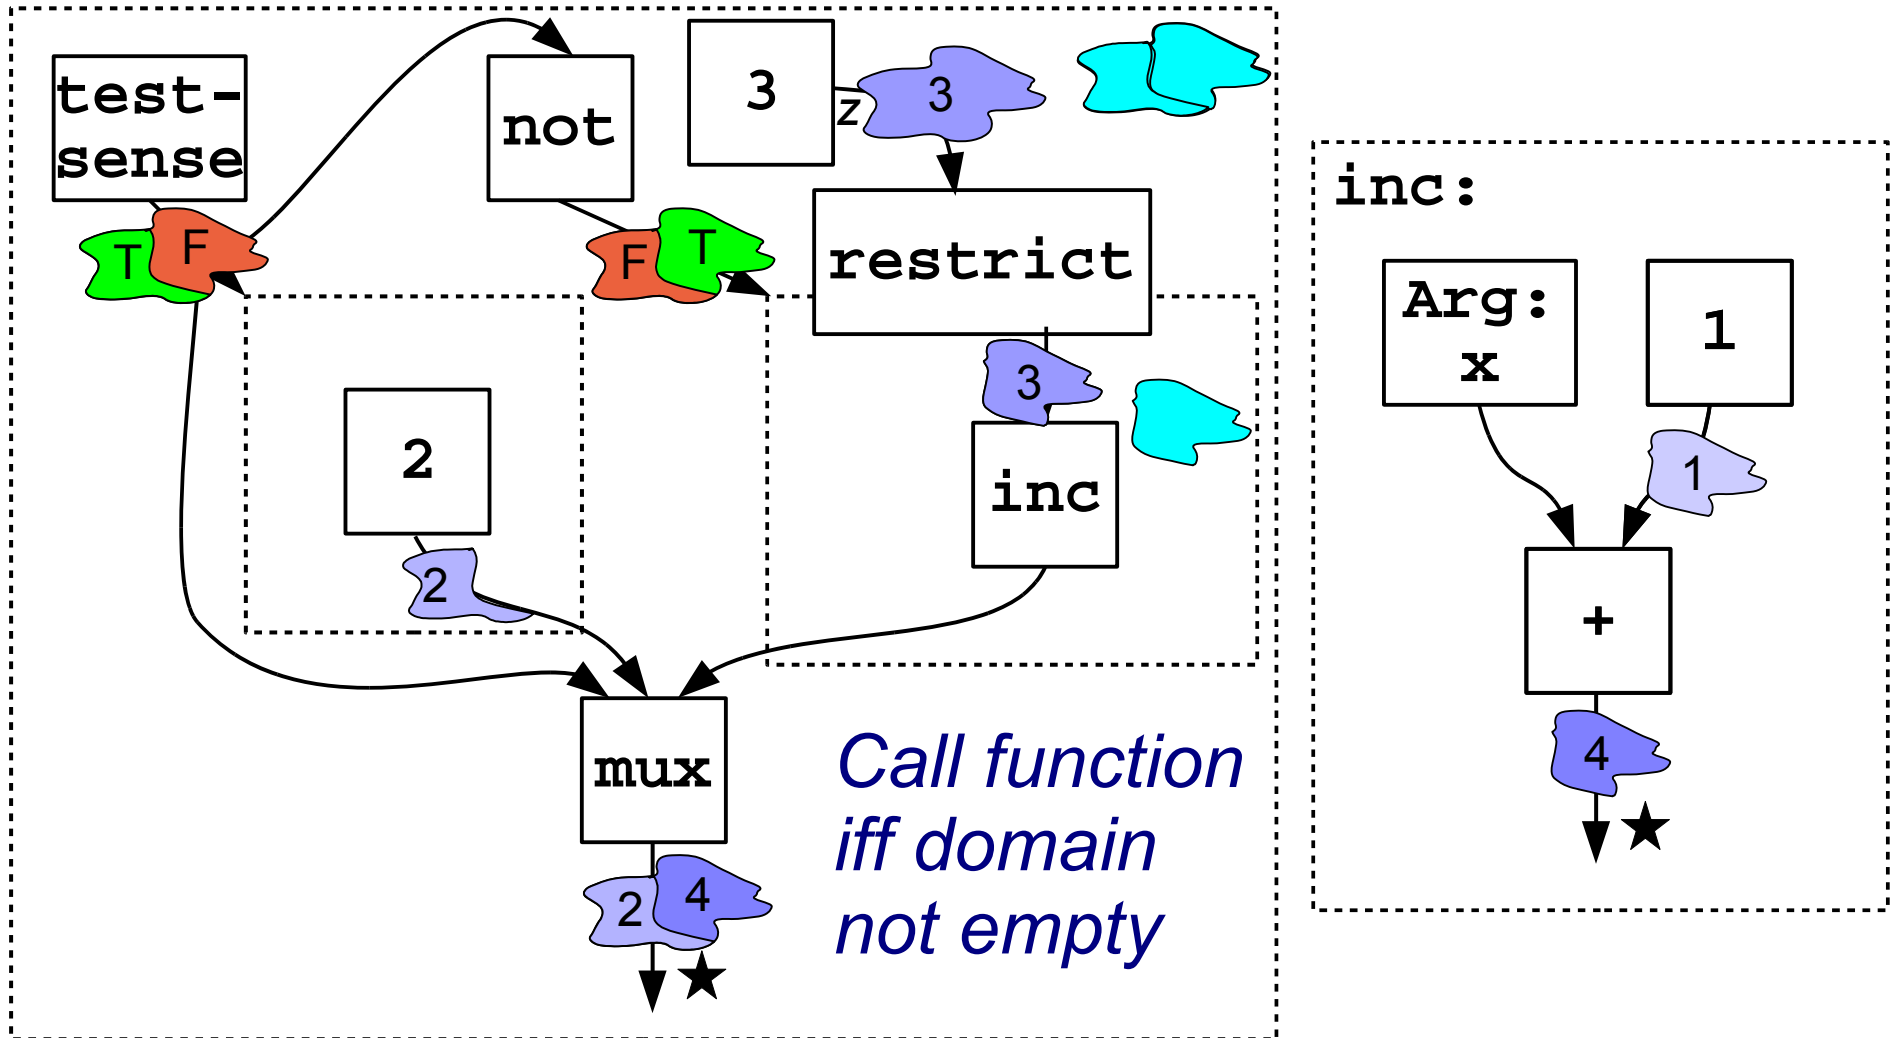 test-
sense
not
3
z
3
T
F
F
T
restrict
3
2
inc
2
mux
2
4
Call function
iff domain
not empty
inc:
Arg:
x
1
1
+
4